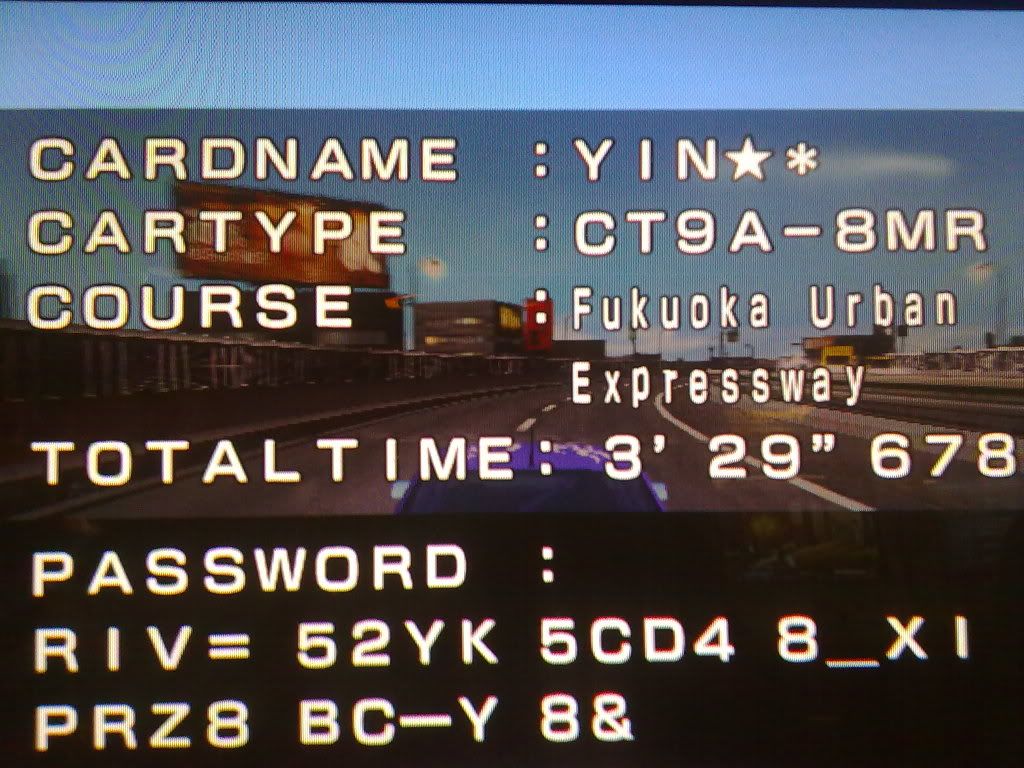 CARDNAME : YIN★*
CARTYPE : CT9A-8MR
COURSE : Fukuoka Urban
Expressway
TOTALTIME: 3' 29" 678
PASSWORD :
RIV= 52YK 5CD4 8_XI
PRZ8 BC-Y 8&